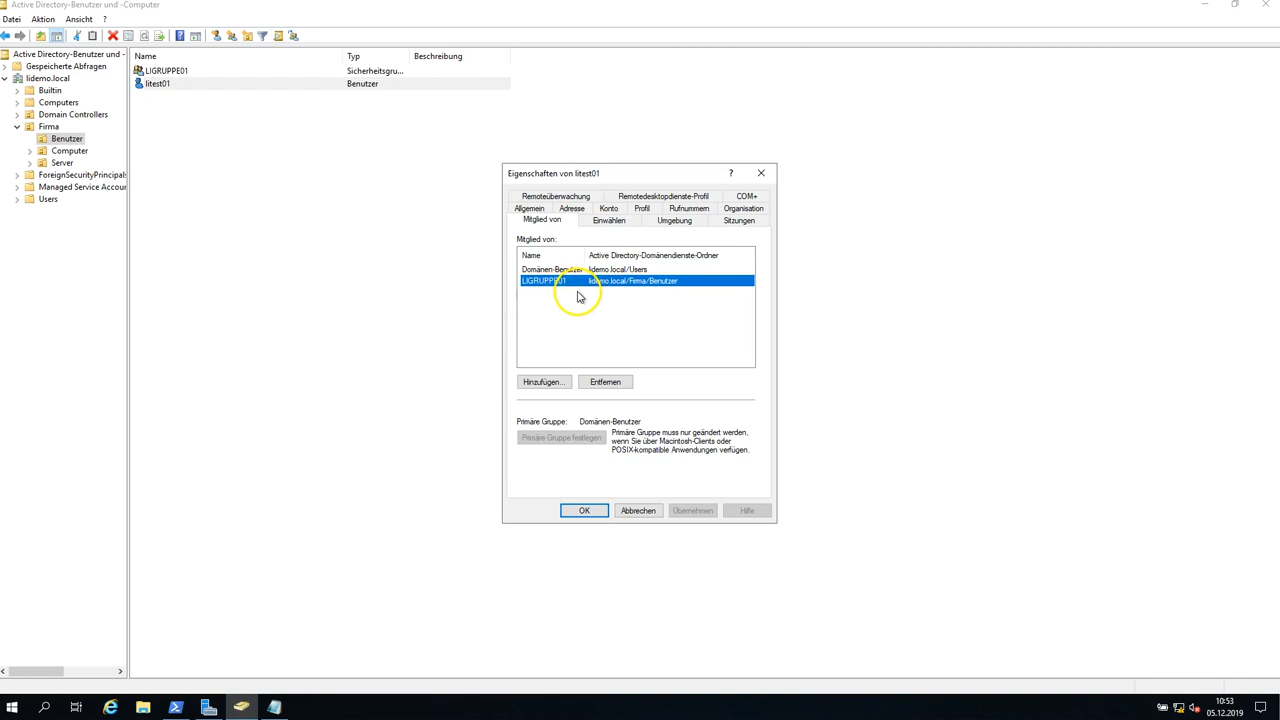 Active Directory-Benutzer und -Computer
Datei Aktion Ansicht ?
Active Directory-Benutzer und -
Gespeicherte Abfragen
lidemo.local
Builtin
Computers
Domain Controllers
Firma
Benutzer
Computer
Server
ForeignSecurityPrincipals
Managed Service Accour
Users
Name Typ Beschreibung
LIGRUPPE01 Sicherheitsgru...
litest01 Benutzer
Eigenschaften von litest01 ?
Remoteüberwachung Remotedesktopdienste-Profil COM+
Allgemein Adresse Konto Profil Rufnummern Organisation
Mitglied von Einwählen Umgebung Sitzungen
Mitglied von:
Name Active Directory-Domänendienste-Ordner
Domänen-Benutzer lidemo.local/Users
LIGRUPPE01 lidemo.local/Firma/Benutzer
Hinzufügen... Entfernen
Primäre Gruppe: Domänen-Benutzer
Primäre Gruppe festlegen
Primäre Gruppe muss nur geändert werden,
wenn Sie über Macintosh-Clients oder
POSIX-kompatible Anwendungen verfügen.
OK Abbrechen Übernehmen Hilfe
10:53
05.12.2019